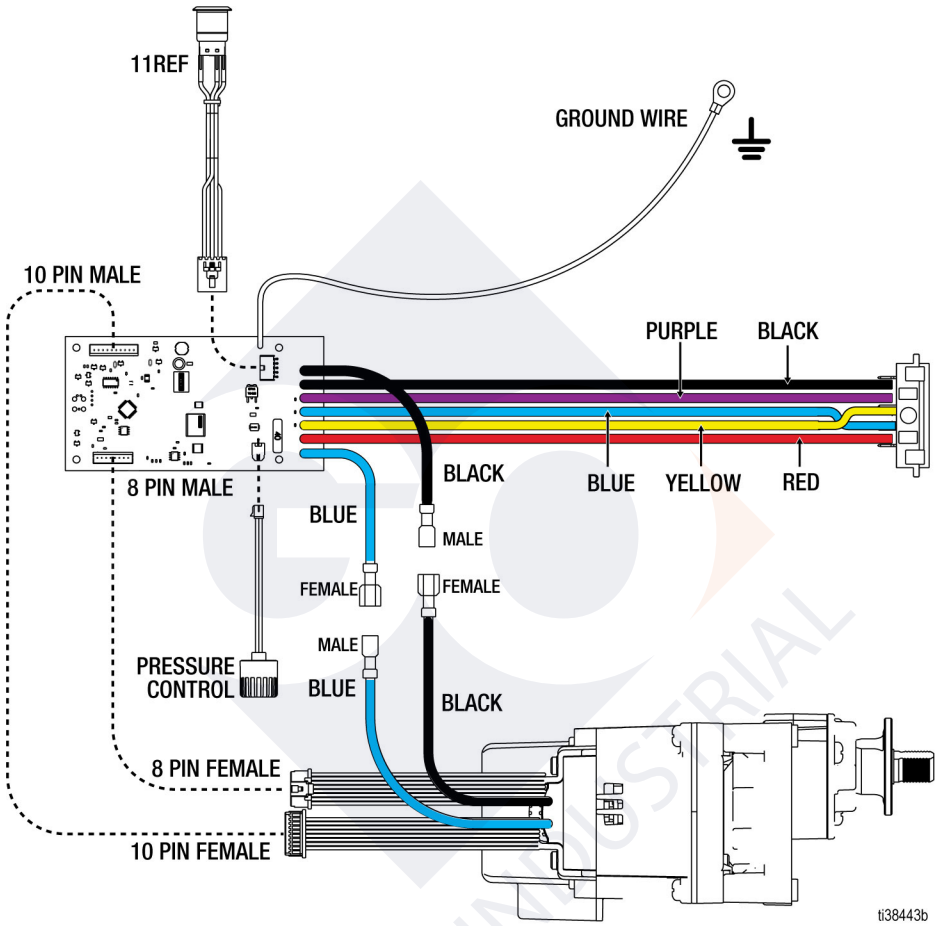 11REF
GROUND WIRE
10 PIN MALE
PURPLE
BLACK
8 PIN MALE
BLACK
BLUE
YELLOW
RED
BLUE
MALE
FEMALE
FEMALE
MALE
PRESSURE
CONTROL
BLUE
BLACK
8 PIN FEMALE
10 PIN FEMALE
INDUSTRIAL
ti38443b